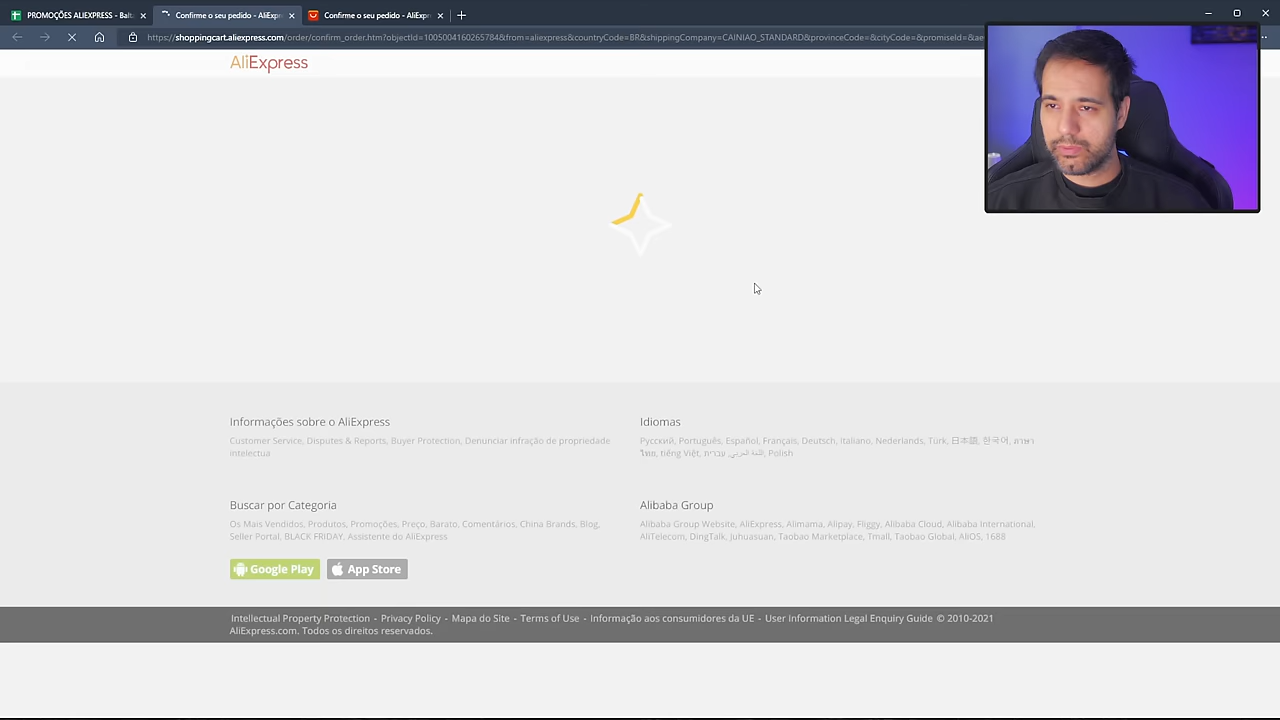 PROMOÇÕES ALIEXPRESS - Balta
Confirme o seu pedido - AliExpr
Confirme o seu pedido - AliExpr
https://shoppingcart.aliexpress.com/order/confirm_order.htm?objectId=1005004160265784&from=aliexpress&countryCode=BR&shippingCompany=CAINIAO_STANDARD&provinceCode=&cityCode=&promiseId=&ae
AliExpress
Informações sobre o AliExpress
Customer Service, Disputes & Reports, Buyer Protection, Denunciar infração de propriedade
intelectua
Idiomas
Русский, Português, Español, Français, Deutsch, Italiano, Nederlands, Türk, 日本語, 한국어, ภาษา
ไทย, tiếng Việt, עברית, اللغة العربي, Polish
Buscar por Categoria
Os Mais Vendidos, Produtos, Promoções, Preço, Barato, Comentários, China Brands, Blog,
Seller Portal, BLACK FRIDAY, Assistente do AliExpress
Alibaba Group
Alibaba Group Website, AliExpress, Alimama, Alipay, Fliggy, Alibaba Cloud, Alibaba International,
AliTelecom, DingTalk, Juhuasuan, Taobao Marketplace, Tmall, Taobao Global, AliOS, 1688
Google Play
App Store
Intellectual Property Protection - Privacy Policy - Mapa do Site - Terms of Use - Informação aos consumidores da UE - User Information Legal Enquiry Guide © 2010-2021
AliExpress.com. Todos os direitos reservados.